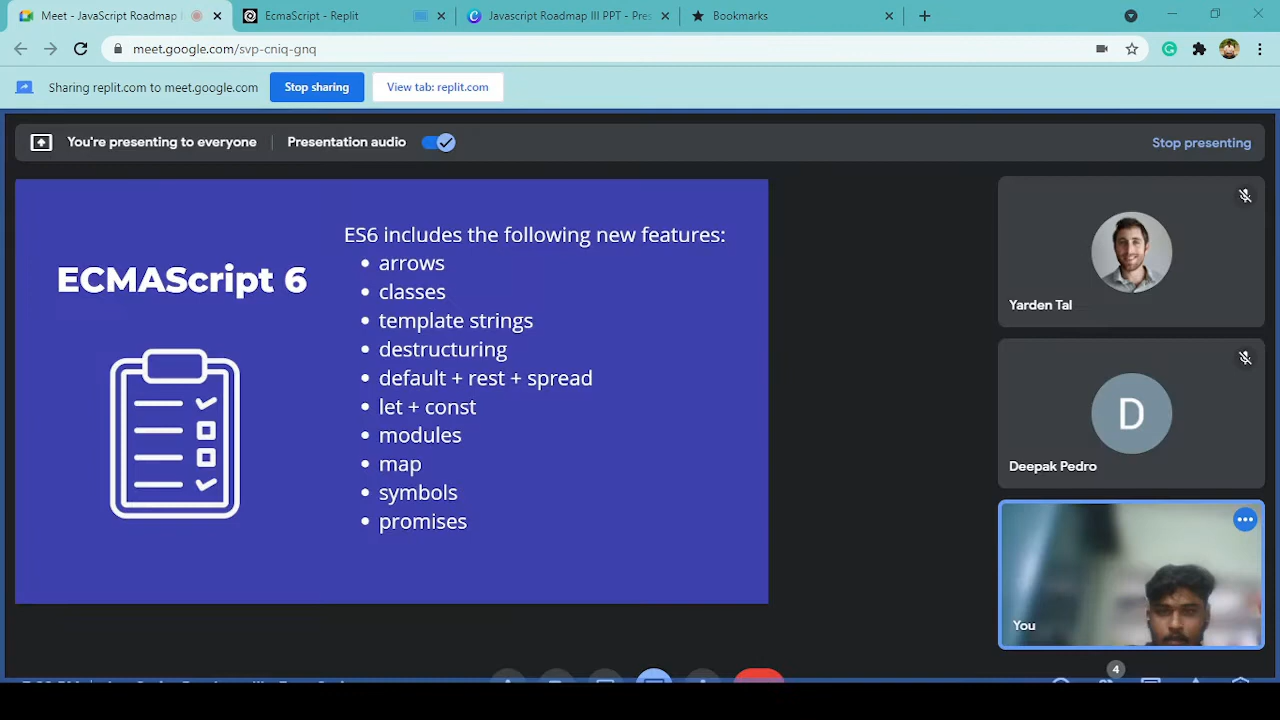 Meet - JavaScript Roadmap
EcmaScript - Replit
Javascript Roadmap III PPT - Pres
Bookmarks
meet.google.com/svp-cniq-gnq
Sharing replit.com to meet.google.com
Stop sharing
View tab: replit.com
You're presenting to everyone
Presentation audio
Stop presenting
ECMAScript 6
ES6 includes the following new features:
• arrows
• classes
• template strings
• destructuring
• default + rest + spread
• let + const
• modules
• map
• symbols
• promises
Yarden Tal
D
Deepak Pedro
You
4